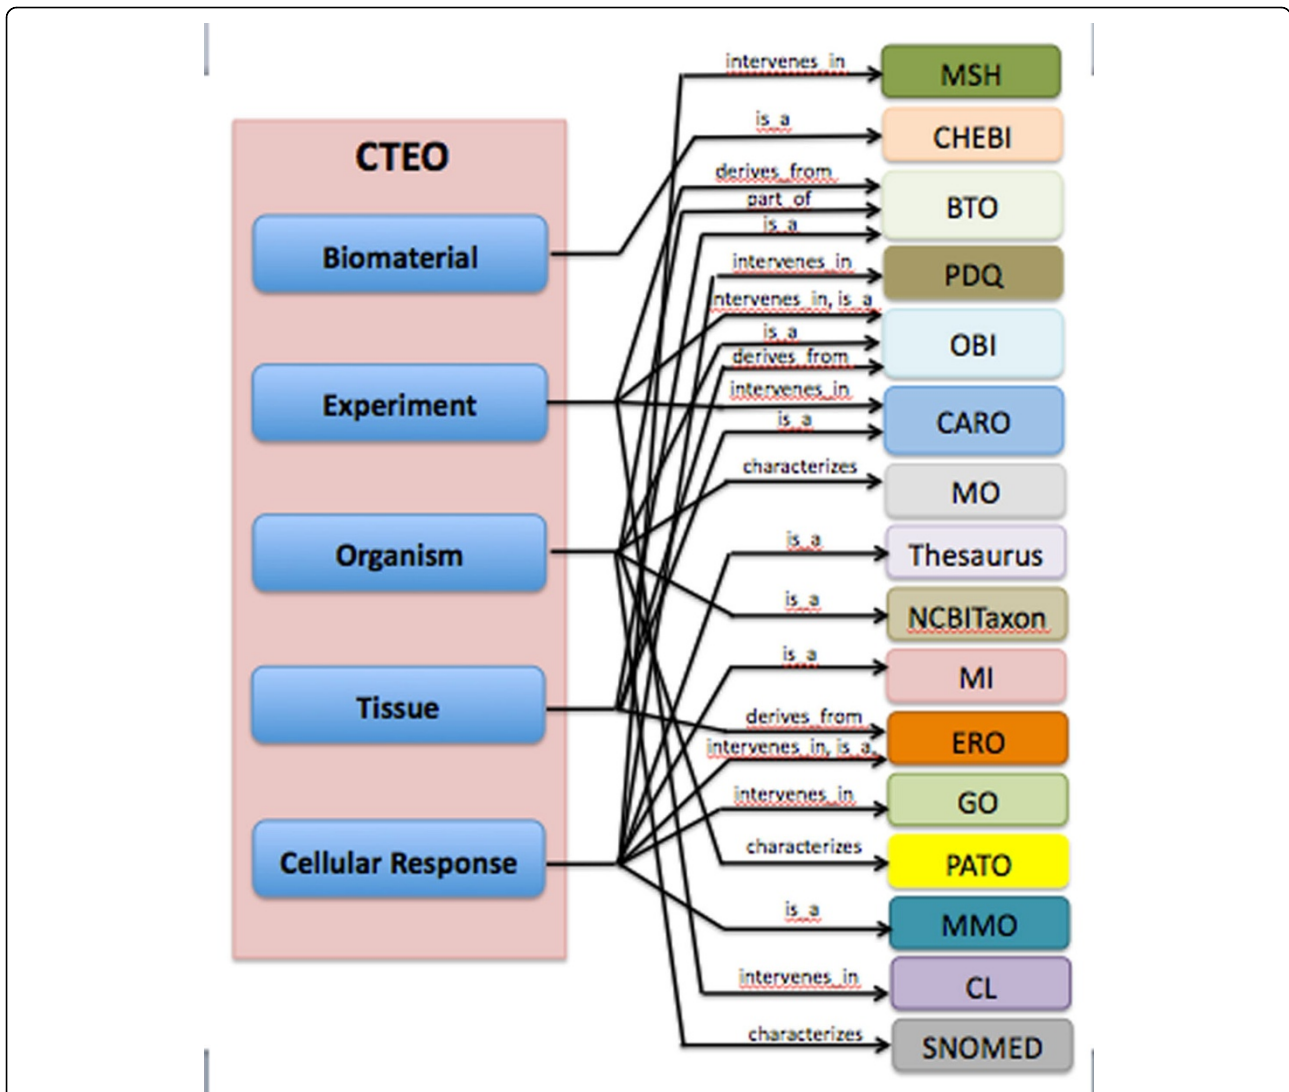 CTEO
Biomaterial
Experiment
Organism
Tissue
Cellular Response
intervenes_in
MSH
is_a
CHEBI
derives_from
part_of
is_a
BTO
intervenes_in
PDQ
intervenes_in, is_a
is_a
derives_from
OBI
intervenes_in
is_a
CARO
characterizes
MO
is_a
Thesaurus
is_a
NCBITaxon
is_a
MI
derives_from
intervenes_in, is_a
ERO
intervenes_in
GO
characterizes
PATO
is_a
MMO
intervenes_in
CL
characterizes
SNOMED